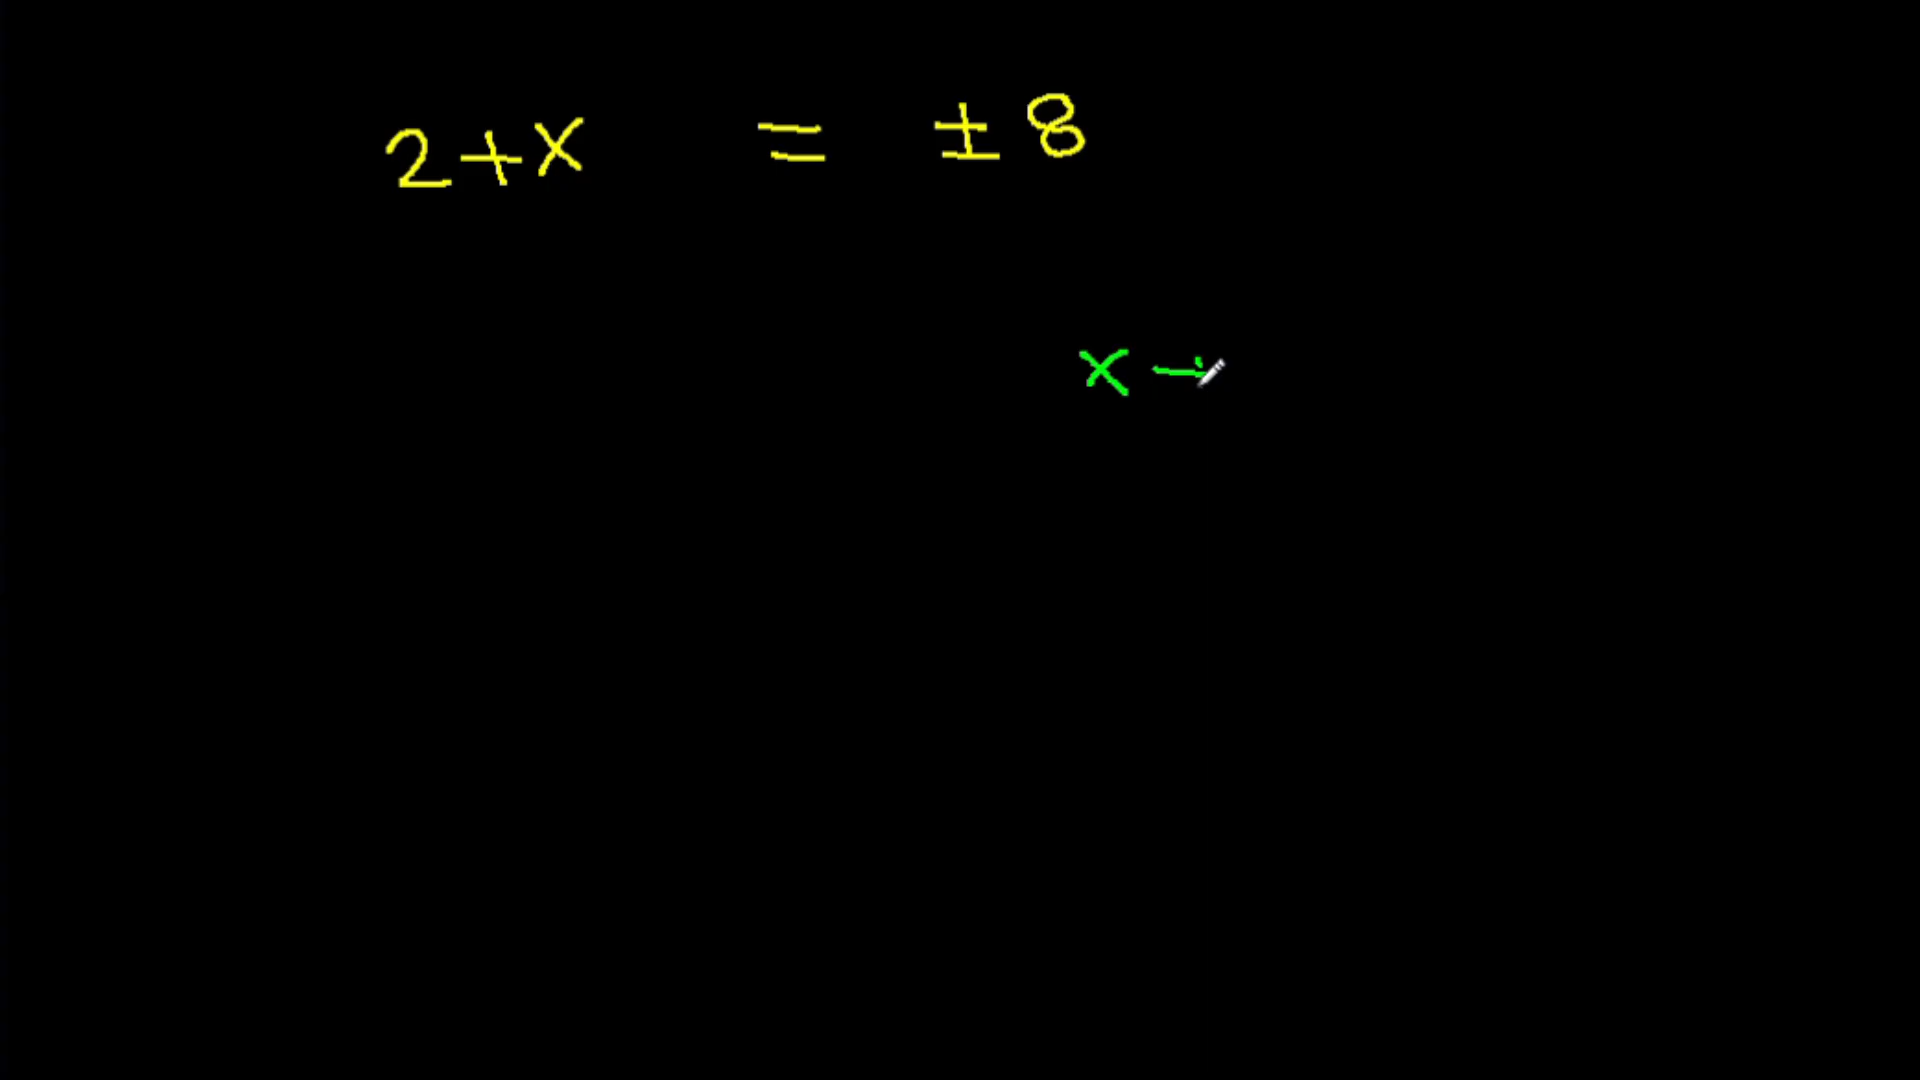 2+x = ±8
x